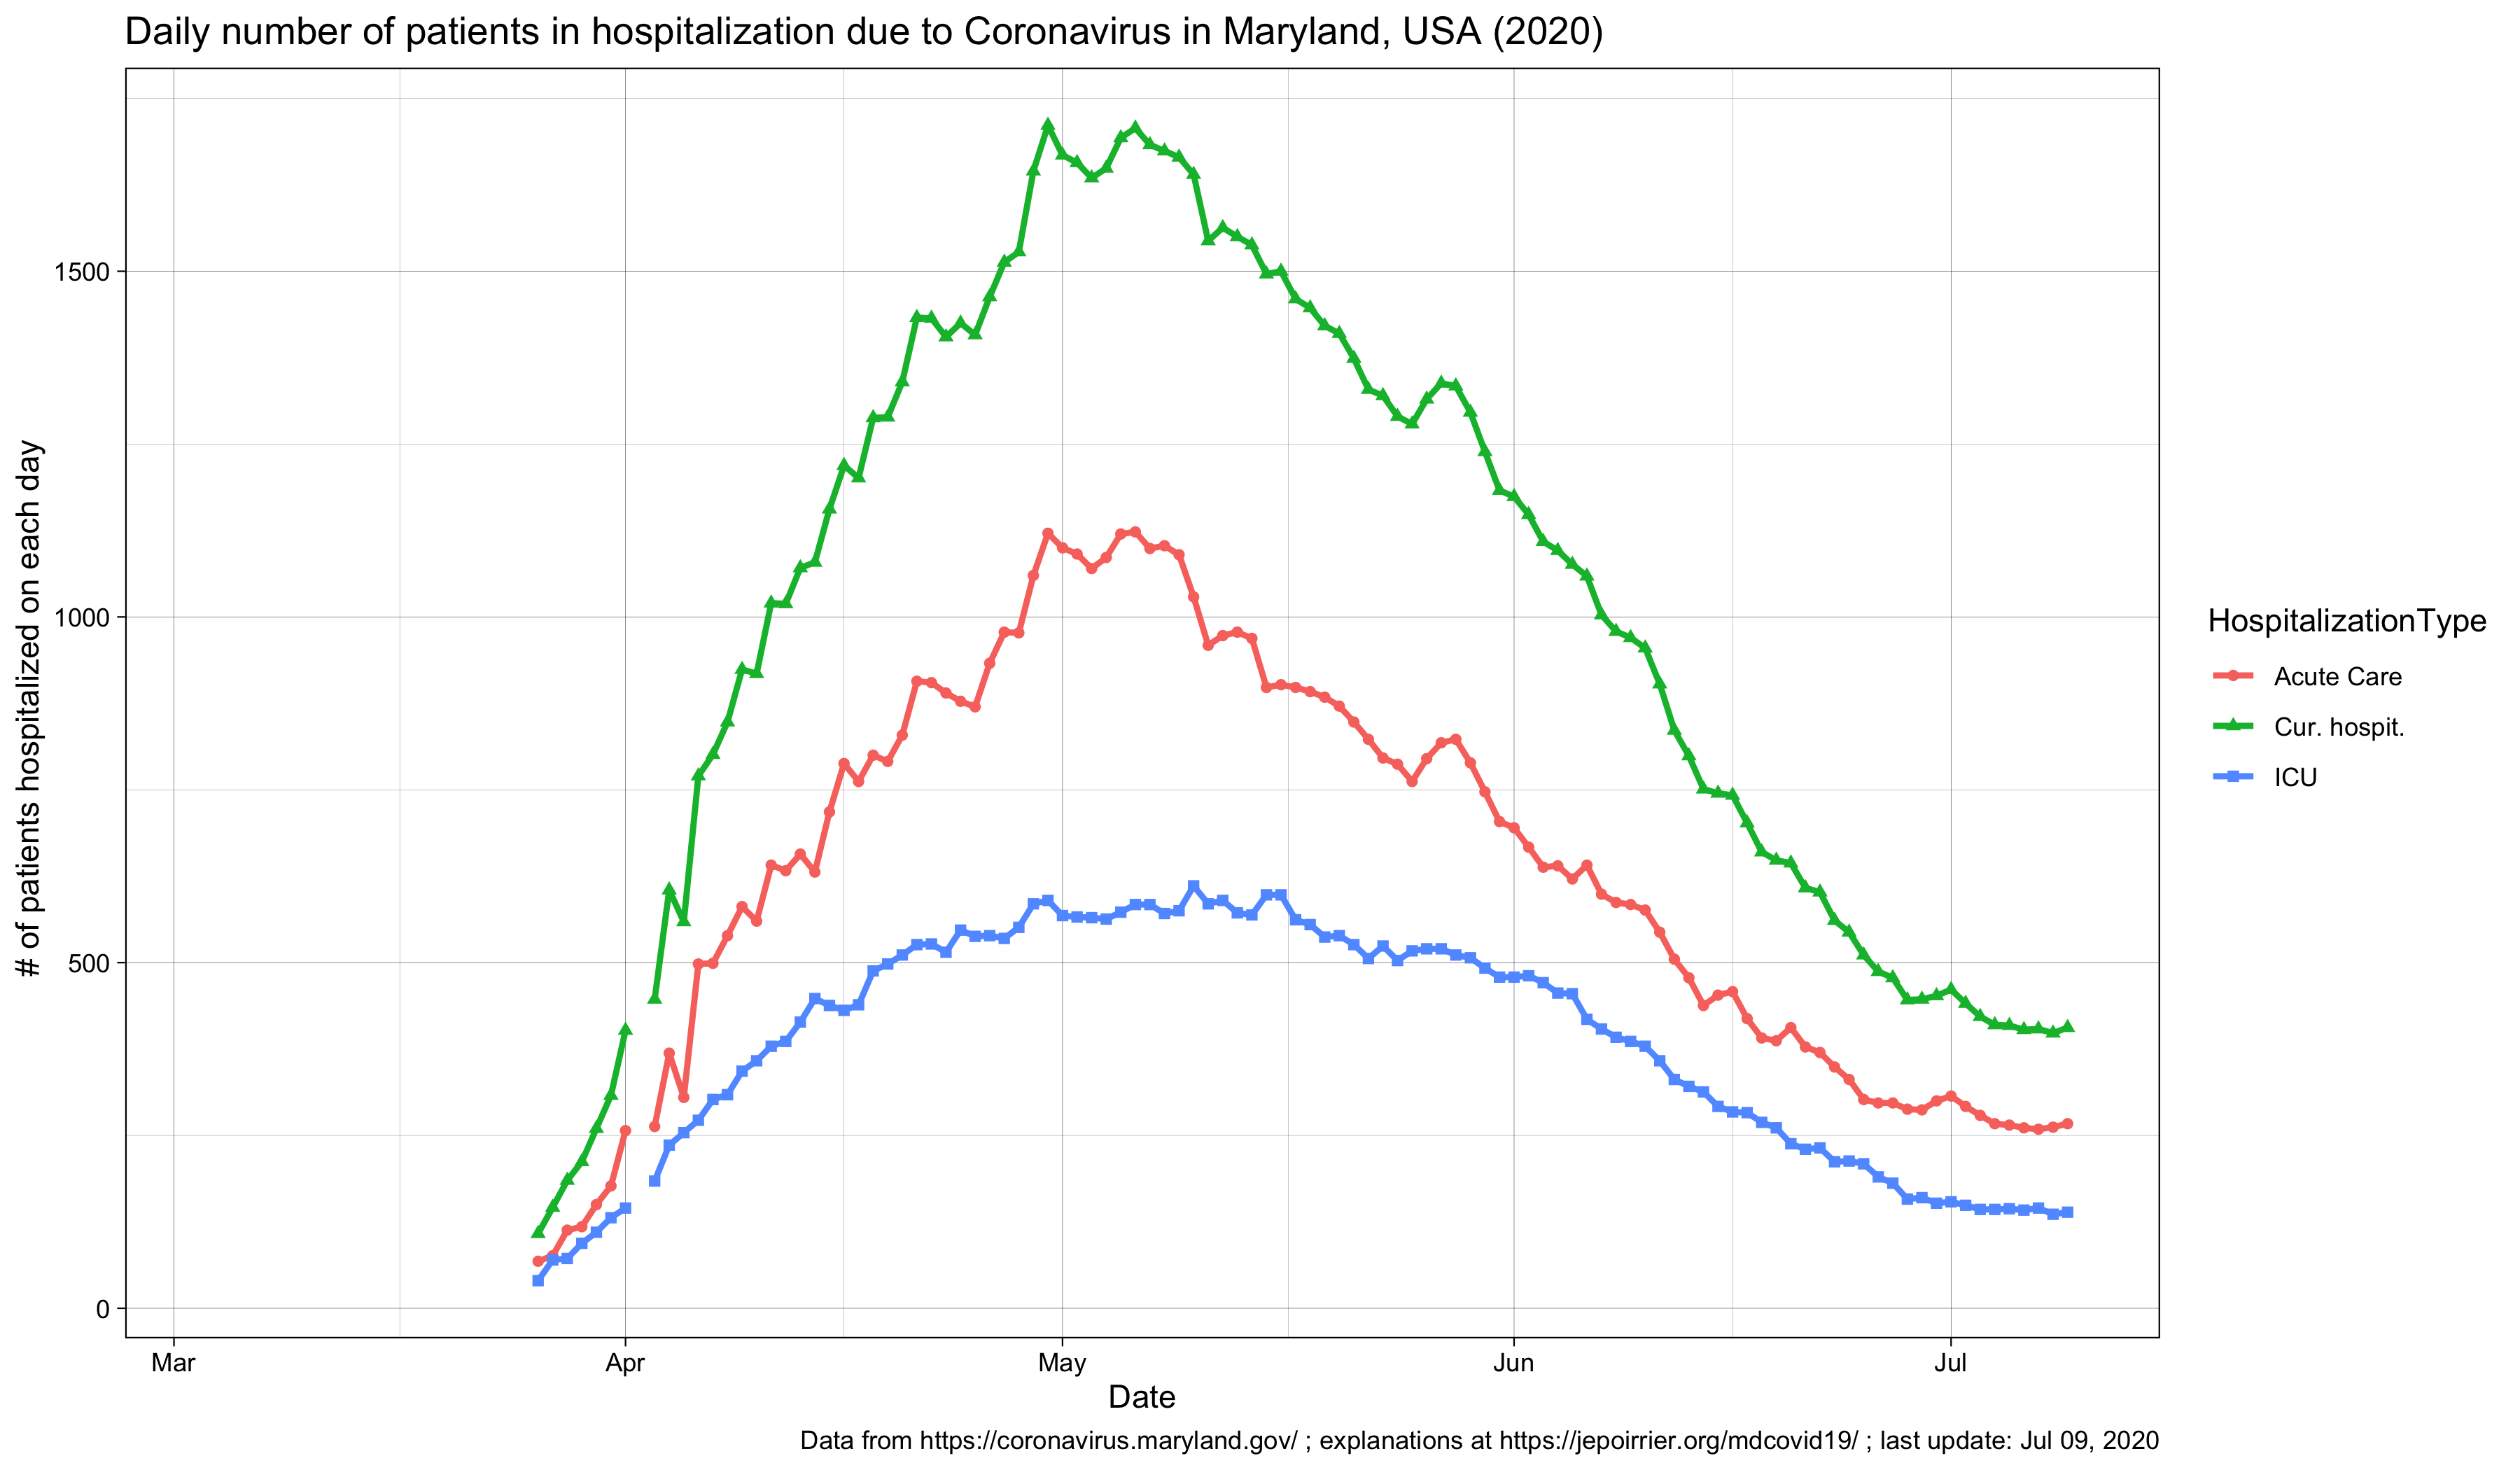 Daily number of patients in hospitalization due to Coronavirus in Maryland, USA (2020)
# of patients hospitalized on each day
1500
1000
500
0
Mar
Apr
May
Jun
Jul
Date
HospitalizationType
Acute Care
Cur. hospit.
ICU
Data from https://coronavirus.maryland.gov/ ; explanations at https://jepoirrier.org/mdcovid19/ ; last update: Jul 09, 2020